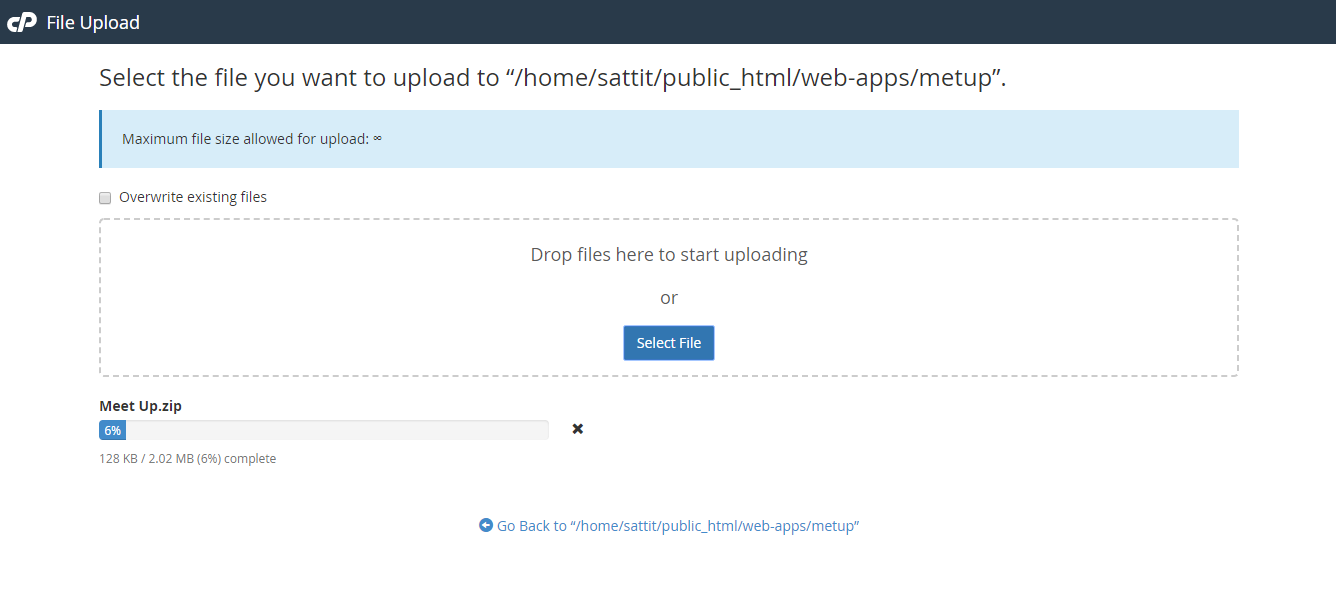 cP File Upload
Select the file you want to upload to “/home/sattit/public_html/web-apps/metup”.
Maximum file size allowed for upload: ∞
Overwrite existing files
Drop files here to start uploading
or
Select File
Meet Up.zip
6%
128 KB / 2.02 MB (6%) complete
Go Back to “/home/sattit/public_html/web-apps/metup”